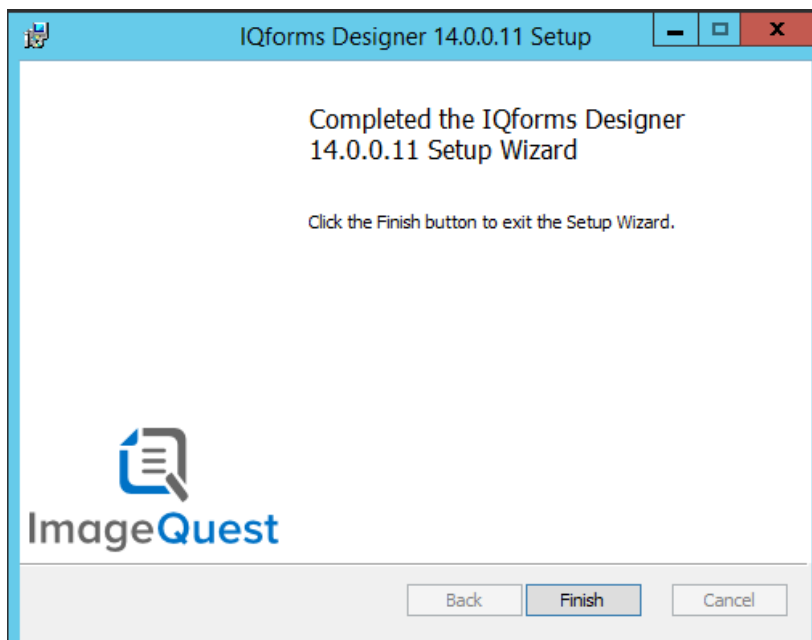 IQforms Designer 14.0.0.11 Setup
Completed the IQforms Designer
14.0.0.11 Setup Wizard
Click the Finish button to exit the Setup Wizard.
ImageQuest
Back Finish Cancel